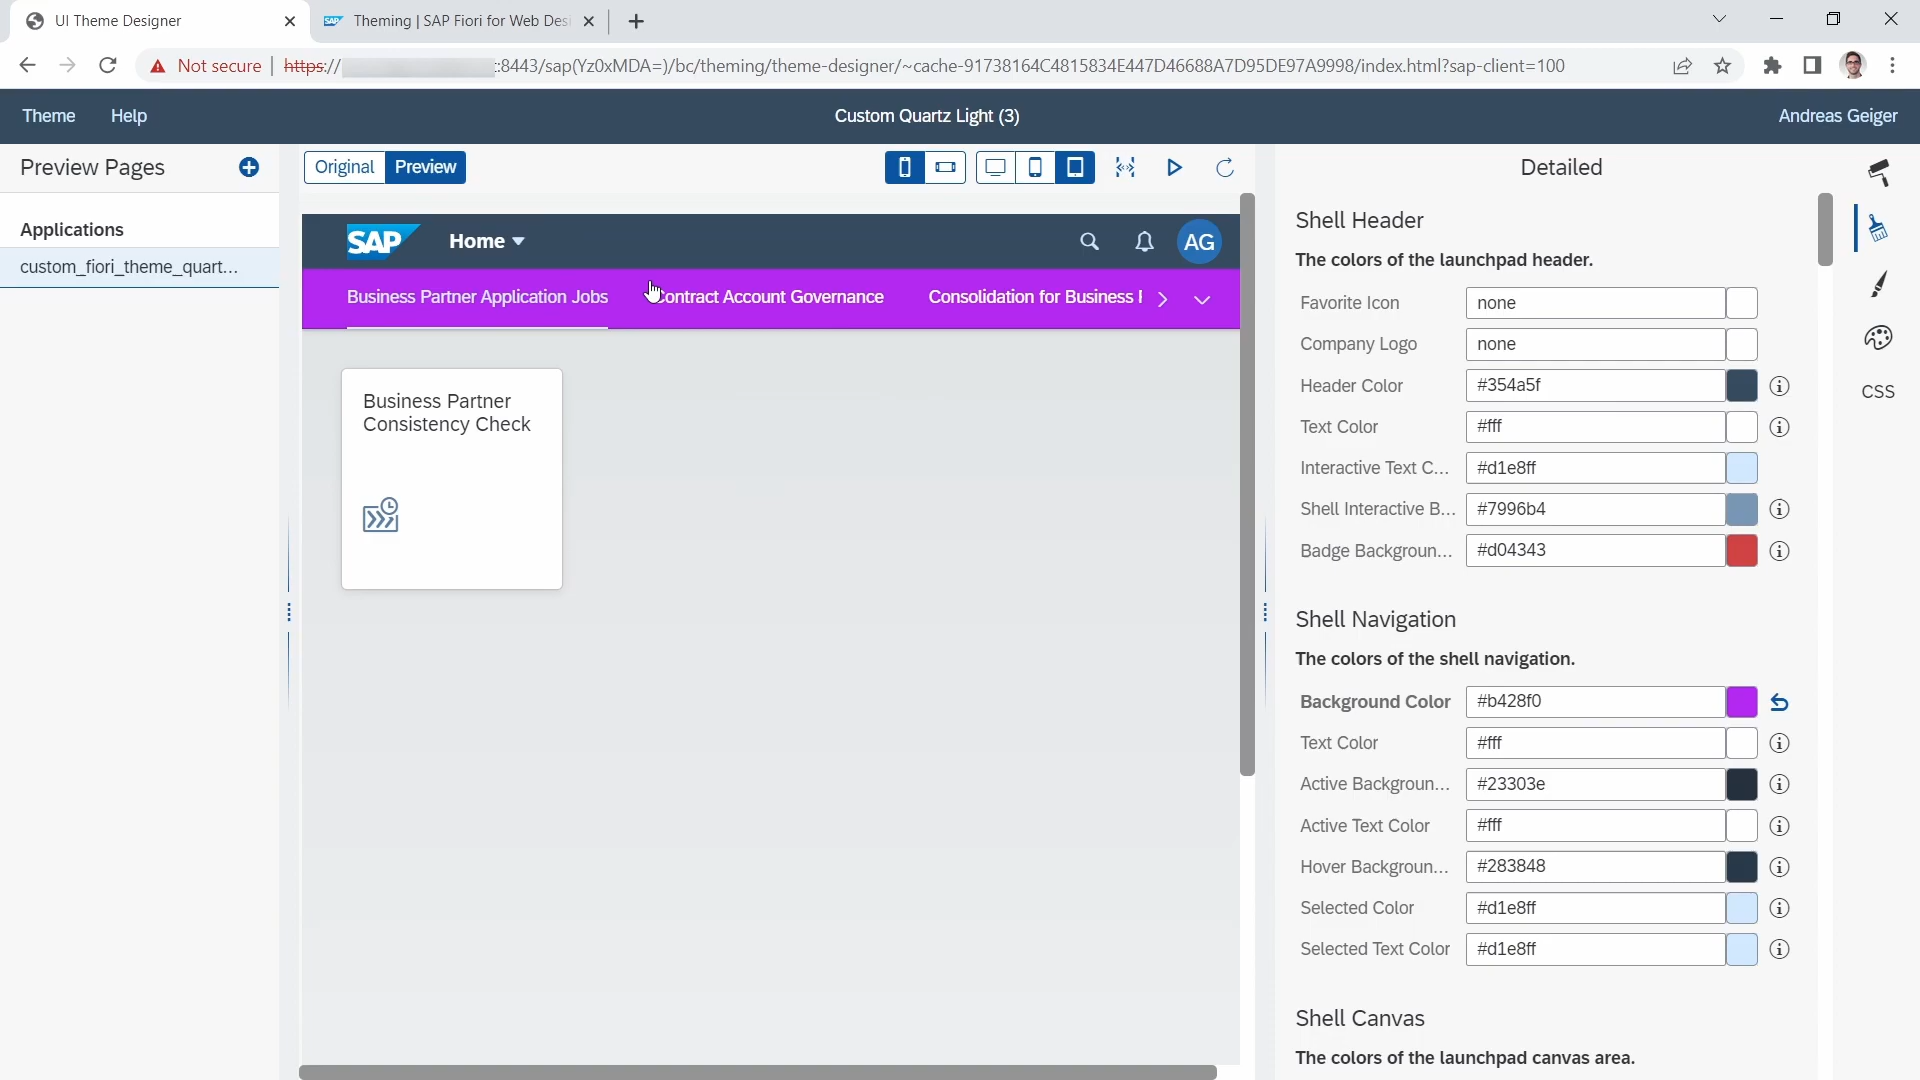 UI Theme Designer
SAP Theming | SAP Fiori for Web Desi
Not secure | https:// :8443/sap(Yz0xMDA=)/bc/theming/theme-designer/~cache-91738164C4815834E447D46688A7D95DE97A9998/index.html?sap-client=100
Theme Help Custom Quartz Light (3) Andreas Geiger
Preview Pages
Applications
custom_fiori_theme_quart...
Original Preview
SAP Home AG
Business Partner Application Jobs Contract Account Governance Consolidation for Business
Business Partner
Consistency Check
Detailed
Shell Header
The colors of the launchpad header.
Favorite Icon none
Company Logo none
Header Color #354a5f
Text Color #fff
Interactive Text C... #d1e8ff
Shell Interactive B... #7996b4
Badge Backgroun... #d04343
Shell Navigation
The colors of the shell navigation.
Background Color #b428f0
Text Color #fff
Active Backgroun... #23303e
Active Text Color #fff
Hover Backgroun... #283848
Selected Color #d1e8ff
Selected Text Color #d1e8ff
Shell Canvas
The colors of the launchpad canvas area.
CSS